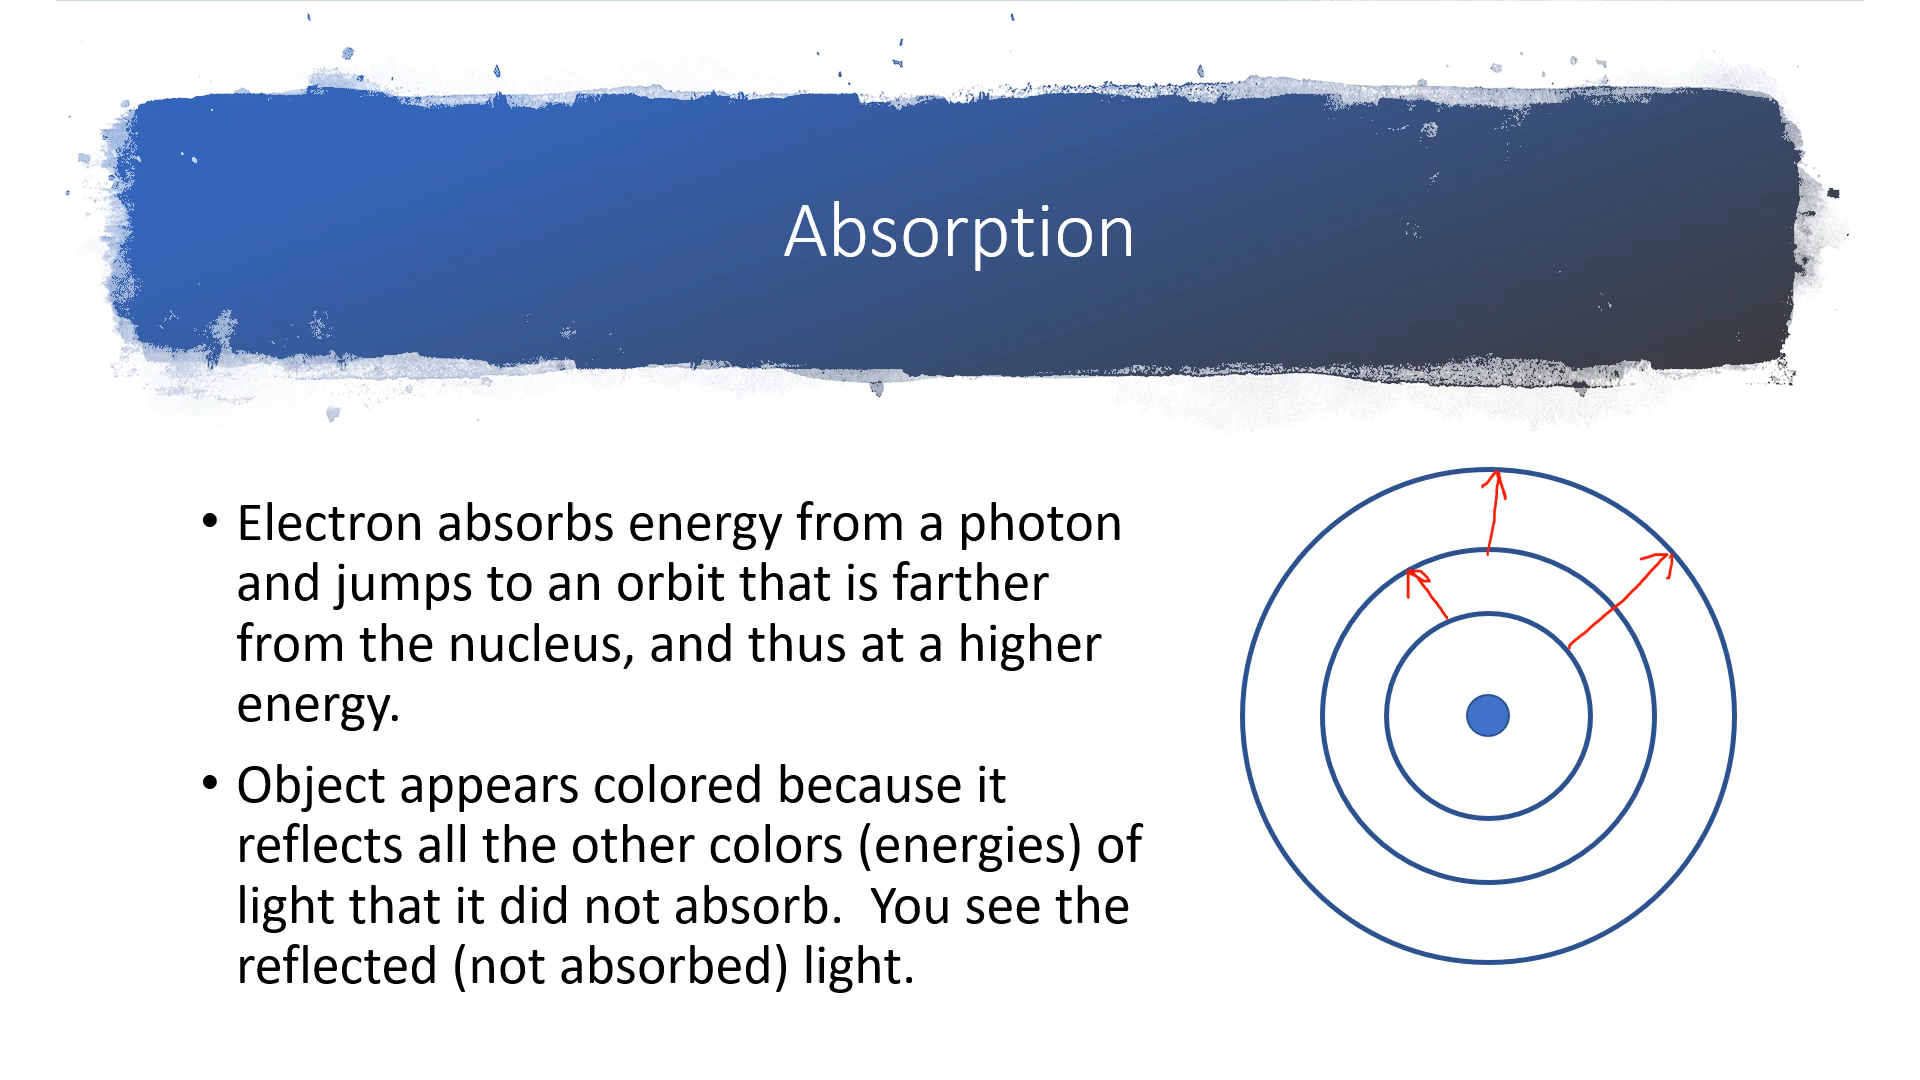 Absorption
• Electron absorbs energy from a photon
and jumps to an orbit that is farther
from the nucleus, and thus at a higher
energy.
• Object appears colored because it
reflects all the other colors (energies) of
light that it did not absorb.  You see the
reflected (not absorbed) light.